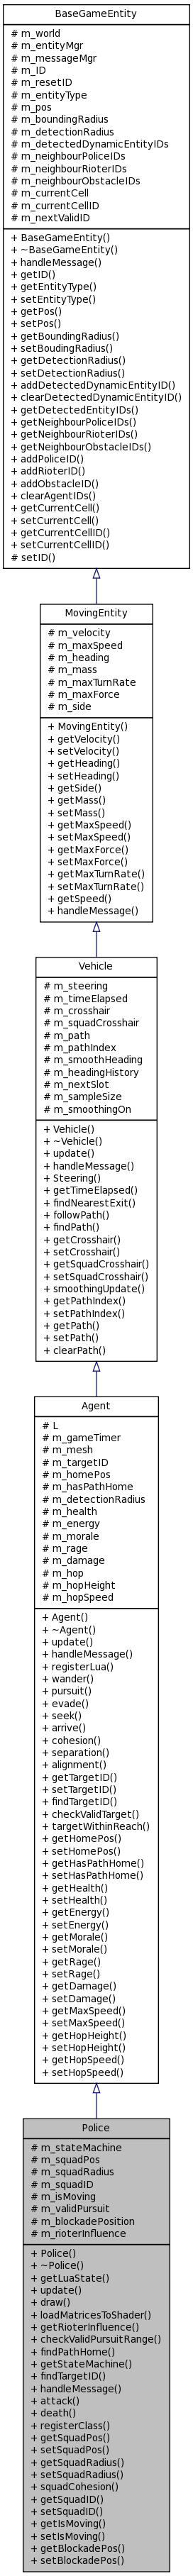 BaseGameEntity
# m_world
# m_entityMgr
# m_messageMgr
# m_ID
# m_resetID
# m_entityType
# m_pos
# m_boundingRadius
# m_detectionRadius
# m_detectedDynamicEntityIDs
# m_neighbourPoliceIDs
# m_neighbourRioterIDs
# m_neighbourObstacleIDs
# m_currentCell
# m_currentCellID
# m_nextValidID
+ BaseGameEntity()
+ ~BaseGameEntity()
+ handleMessage()
+ getID()
+ getEntityType()
+ setEntityType()
+ getPos()
+ setPos()
+ getBoundingRadius()
+ setBoudingRadius()
+ getDetectionRadius()
+ setDetectionRadius()
+ addDetectedDynamicEntityID()
+ clearDetectedDynamicEntityID()
+ getDetectedEntityIDs()
+ getNeighbourPoliceIDs()
+ getNeighbourRioterIDs()
+ getNeighbourObstacleIDs()
+ addPoliceID()
+ addRioterID()
+ addObstacleID()
+ clearAgentIDs()
+ getCurrentCell()
+ setCurrentCell()
+ getCurrentCellID()
+ setCurrentCellID()
# setID()
MovingEntity
# m_velocity
# m_maxSpeed
# m_heading
# m_mass
# m_maxTurnRate
# m_maxForce
# m_side
+ MovingEntity()
+ getVelocity()
+ setVelocity()
+ getHeading()
+ setHeading()
+ getSide()
+ getMass()
+ setMass()
+ getMaxSpeed()
+ setMaxSpeed()
+ getMaxForce()
+ setMaxForce()
+ getMaxTurnRate()
+ setMaxTurnRate()
+ getSpeed()
+ handleMessage()
Vehicle
# m_steering
# m_timeElapsed
# m_crosshair
# m_squadCrosshair
# m_path
# m_pathIndex
# m_smoothHeading
# m_headingHistory
# m_nextSlot
# m_sampleSize
# m_smoothingOn
+ Vehicle()
+ ~Vehicle()
+ update()
+ handleMessage()
+ Steering()
+ getTimeElapsed()
+ findNearestExit()
+ followPath()
+ findPath()
+ getCrosshair()
+ setCrosshair()
+ getSquadCrosshair()
+ setSquadCrosshair()
+ smoothingUpdate()
+ getPathIndex()
+ setPathIndex()
+ getPath()
+ setPath()
+ clearPath()
Agent
# L
# m_gameTimer
# m_mesh
# m_targetID
# m_homePos
# m_hasPathHome
# m_detectionRadius
# m_health
# m_energy
# m_morale
# m_rage
# m_damage
# m_hop
# m_hopHeight
# m_hopSpeed
+ Agent()
+ ~Agent()
+ update()
+ handleMessage()
+ registerLua()
+ wander()
+ pursuit()
+ evade()
+ seek()
+ arrive()
+ cohesion()
+ separation()
+ alignment()
+ getTargetID()
+ setTargetID()
+ findTargetID()
+ checkValidTarget()
+ targetWithinReach()
+ getHomePos()
+ setHomePos()
+ getHasPathHome()
+ setHasPathHome()
+ getHealth()
+ setHealth()
+ getEnergy()
+ setEnergy()
+ getMorale()
+ setMorale()
+ getRage()
+ setRage()
+ getDamage()
+ setDamage()
+ getMaxSpeed()
+ setMaxSpeed()
+ getHopHeight()
+ setHopHeight()
+ getHopSpeed()
+ setHopSpeed()
Police
# m_stateMachine
# m_squadPos
# m_squadRadius
# m_squadID
# m_isMoving
# m_validPursuit
# m_blockadePosition
# m_rioterInfluence
+ Police()
+ ~Police()
+ getLuaState()
+ update()
+ draw()
+ loadMatricesToShader()
+ getRioterInfluence()
+ checkValidPursuitRange()
+ findPathHome()
+ getStateMachine()
+ findTargetID()
+ handleMessage()
+ attack()
+ death()
+ registerClass()
+ getSquadPos()
+ setSquadPos()
+ getSquadRadius()
+ setSquadRadius()
+ squadCohesion()
+ getSquadID()
+ setSquadID()
+ getIsMoving()
+ setIsMoving()
+ getBlockadePos()
+ setBlockadePos()